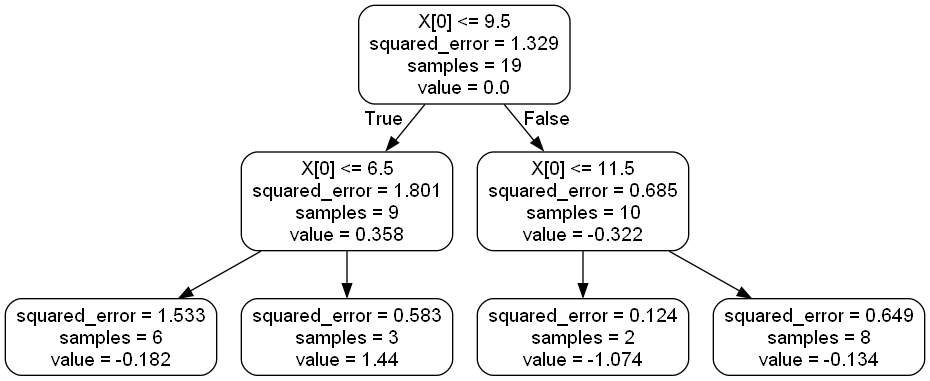 X[0] <= 9.5
squared_error = 1.329
samples = 19
value = 0.0
True
False
X[0] <= 6.5
squared_error = 1.801
samples = 9
value = 0.358
X[0] <= 11.5
squared_error = 0.685
samples = 10
value = -0.322
squared_error = 1.533
samples = 6
value = -0.182
squared_error = 0.583
samples = 3
value = 1.44
squared_error = 0.124
samples = 2
value = -1.074
squared_error = 0.649
samples = 8
value = -0.134